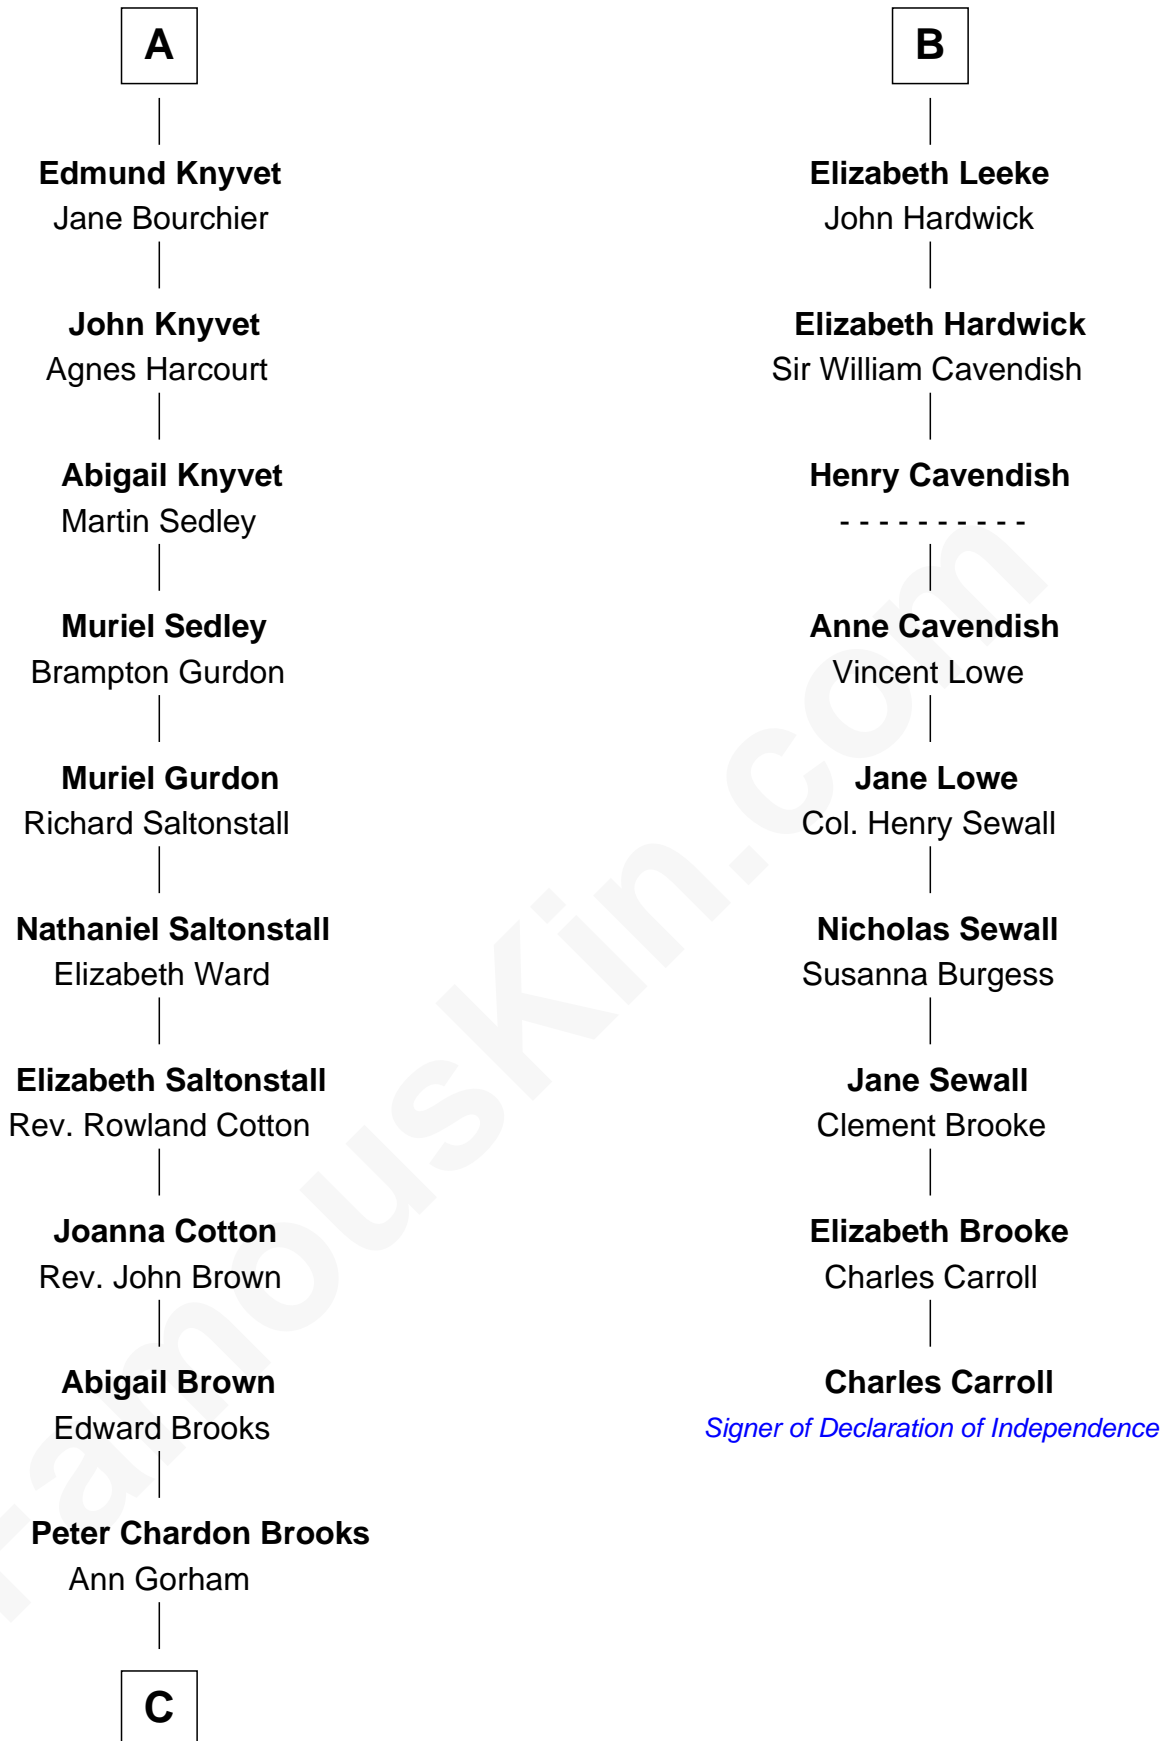 A
Edmund Knyvet
Jane Bourchier
John Knyvet
Agnes Harcourt
Abigail Knyvet
Martin Sedley
Muriel Sedley
Brampton Gurdon
Muriel Gurdon
Richard Saltonstall
Nathaniel Saltonstall
Elizabeth Ward
Elizabeth Saltonstall
Rev. Rowland Cotton
Joanna Cotton
Rev. John Brown
Abigail Brown
Edward Brooks
Peter Chardon Brooks
Ann Gorham
C
B
Elizabeth Leeke
John Hardwick
Elizabeth Hardwick
Sir William Cavendish
Henry Cavendish
- - - - - - - - - -
Anne Cavendish
Vincent Lowe
Jane Lowe
Col. Henry Sewall
Nicholas Sewall
Susanna Burgess
Jane Sewall
Clement Brooke
Elizabeth Brooke
Charles Carroll
Charles Carroll
Signer of Declaration of Independence
FamousKin.com